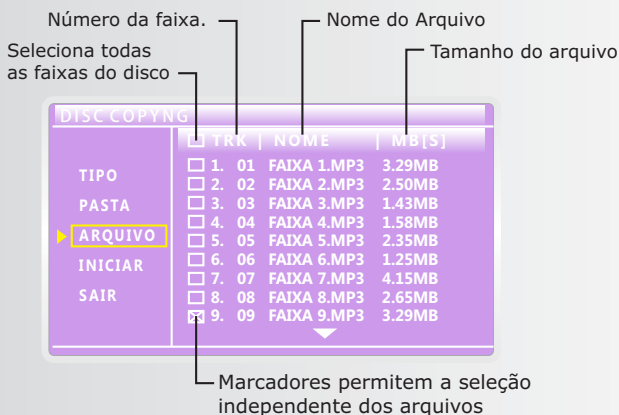 Número da faixa.
Nome do Arquivo
Seleciona todas
as faixas do disco
Tamanho do arquivo
DISC COPYNG
TRK | NOME | MB[S]
TIPO
PASTA
ARQUIVO
INICIAR
SAIR
1. 01 FAIXA 1.MP3 3.29MB
2. 02 FAIXA 2.MP3 2.50MB
3. 03 FAIXA 3.MP3 1.43MB
4. 04 FAIXA 4.MP3 1.58MB
5. 05 FAIXA 5.MP3 2.35MB
6. 06 FAIXA 6.MP3 1.25MB
7. 07 FAIXA 7.MP3 4.15MB
8. 08 FAIXA 8.MP3 2.65MB
9. 09 FAIXA 9.MP3 3.29MB
Marcadores permitem a seleção
independente dos arquivos